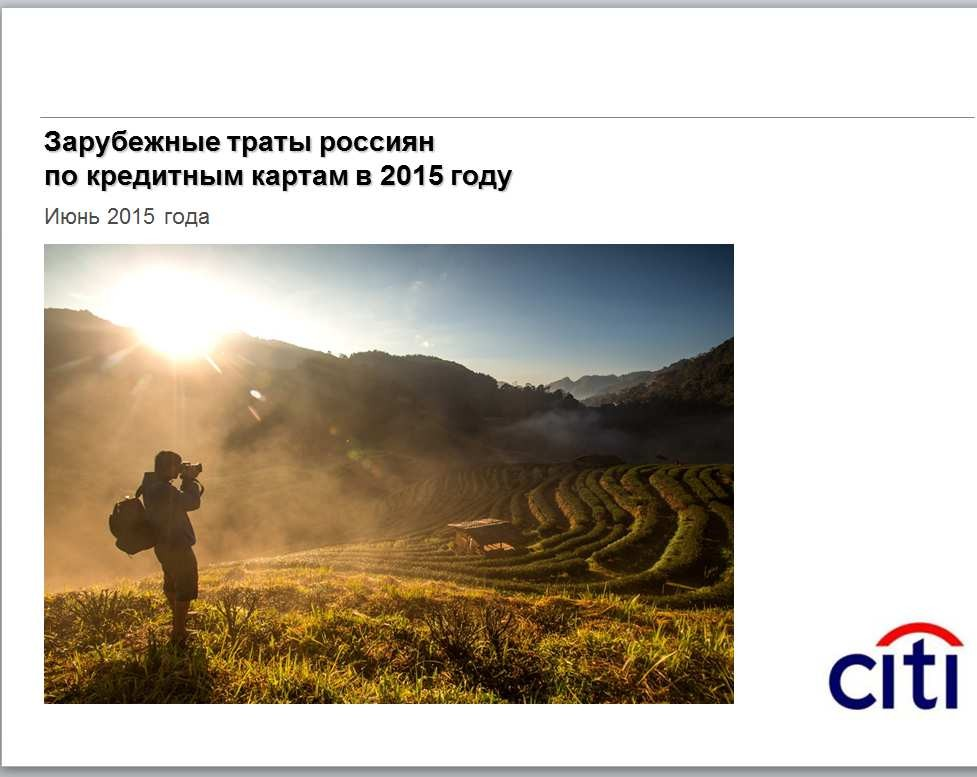 Зарубежные траты россиян
по кредитным картам в 2015 году
Июнь 2015 года
citi